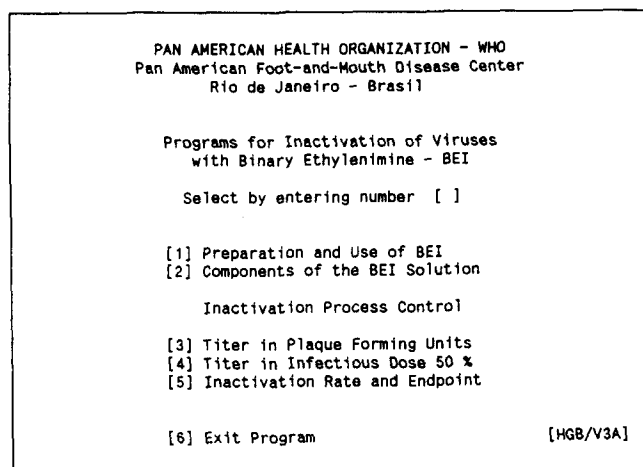 PAN AMERICAN HEALTH ORGANIZATION - WHO
Pan American Foot-and-Mouth Disease Center
Rio de Janeiro - Brasil
Programs for Inactivation of Viruses
with Binary Ethylenimine - BEI
Select by entering number [ ]
[1] Preparation and Use of BEI
[2] Components of the BEI Solution
Inactivation Process Control
[3] Titer in Plaque Forming Units
[4] Titer in Infectious Dose 50 %
[5] Inactivation Rate and Endpoint
[6] Exit Program [HGB/V3A]